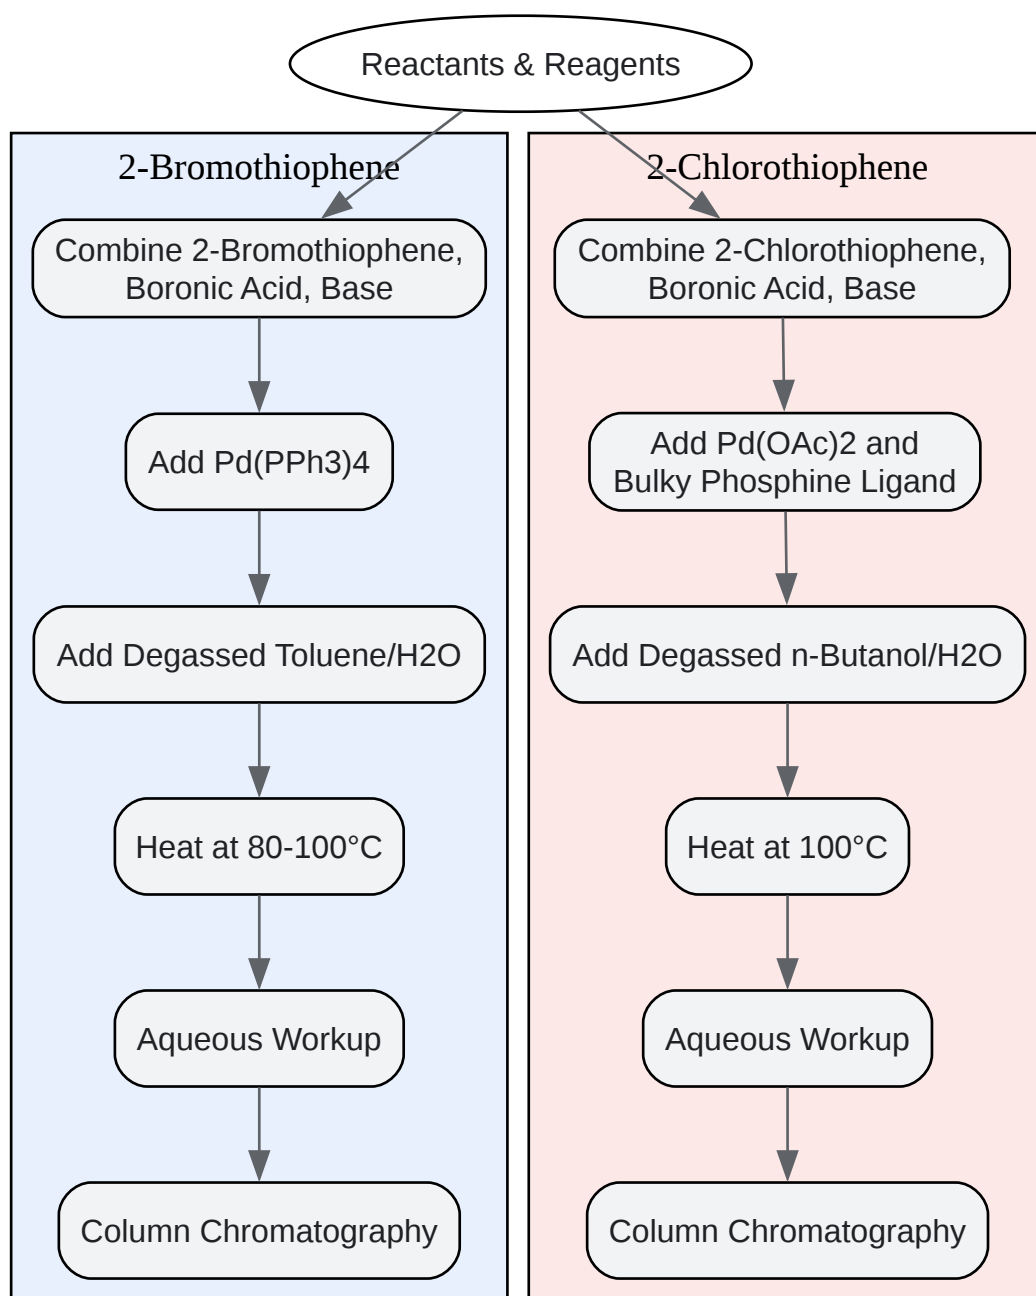 Reactants & Reagents
2-Bromothiophene
Combine 2-Bromothiophene,
Boronic Acid, Base
Add Pd(PPh3)4
Add Degassed Toluene/H2O
Heat at 80-100°C
Aqueous Workup
Column Chromatography
2-Chlorothiophene
Combine 2-Chlorothiophene,
Boronic Acid, Base
Add Pd(OAc)2 and
Bulky Phosphine Ligand
Add Degassed n-Butanol/H2O
Heat at 100°C
Aqueous Workup
Column Chromatography